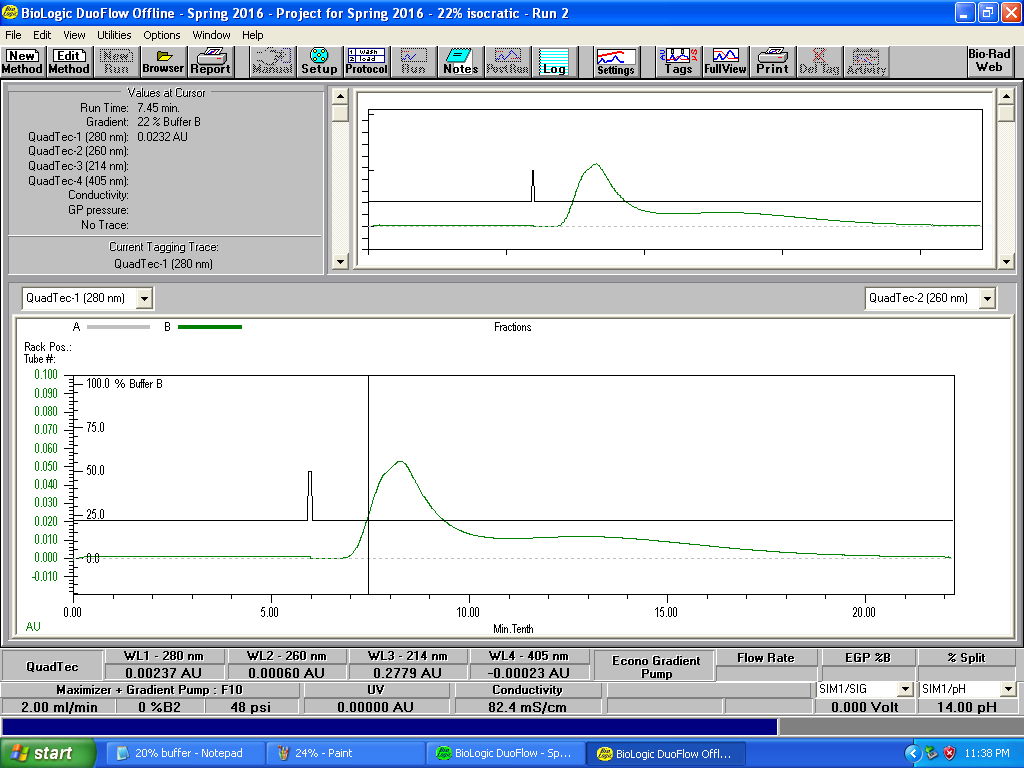 BioLogic DuoFlow Offline - Spring 2016 - Project for Spring 2016 - 22% isocratic - Run 2
File Edit View Utilities Options Window Help
New Method Edit Method New Run Browser Report Manual Setup Protocol Run Notes PostRun Log Settings Tags FullView Print DelTag Activity Bio-Rad Web
Values at Cursor
Run Time: 7.45 min.
Gradient: 22 % Buffer B
QuadTec-1 (280 nm): 0.0232 AU
QuadTec-2 (260 nm):
QuadTec-3 (214 nm):
QuadTec-4 (405 nm):
Conductivity:
GP pressure:
No Trace:
Current Tagging Trace:
QuadTec-1 (280 nm)
QuadTec-1 (280 nm) QuadTec-2 (260 nm)
A B Fractions
Rack Pos.:
Tube #:
0.100 100.0 % Buffer B
0.090
0.080
0.070 75.0
0.060
0.050 50.0
0.040
0.030
0.020 25.0
0.010
0.000 0.0
-0.010
0.00 5.00 10.00 15.00 20.00
AU Min.Tenth
QuadTec WL1 - 280 nm WL2 - 260 nm WL3 - 214 nm WL4 - 405 nm Econo Gradient Pump Flow Rate EGP %B % Split
0.00237 AU 0.00060 AU 0.2779 AU -0.00023 AU
Maximizer + Gradient Pump : F10 UV Conductivity SIM1/SIG SIM1/pH
2.00 ml/min 0 %B2 48 psi 0.00000 AU 82.4 mS/cm 0.000 Volt 14.00 pH
start 20% buffer - Notepad 24% - Paint BioLogic DuoFlow - Sp... BioLogic DuoFlow Offl... 11:38 PM